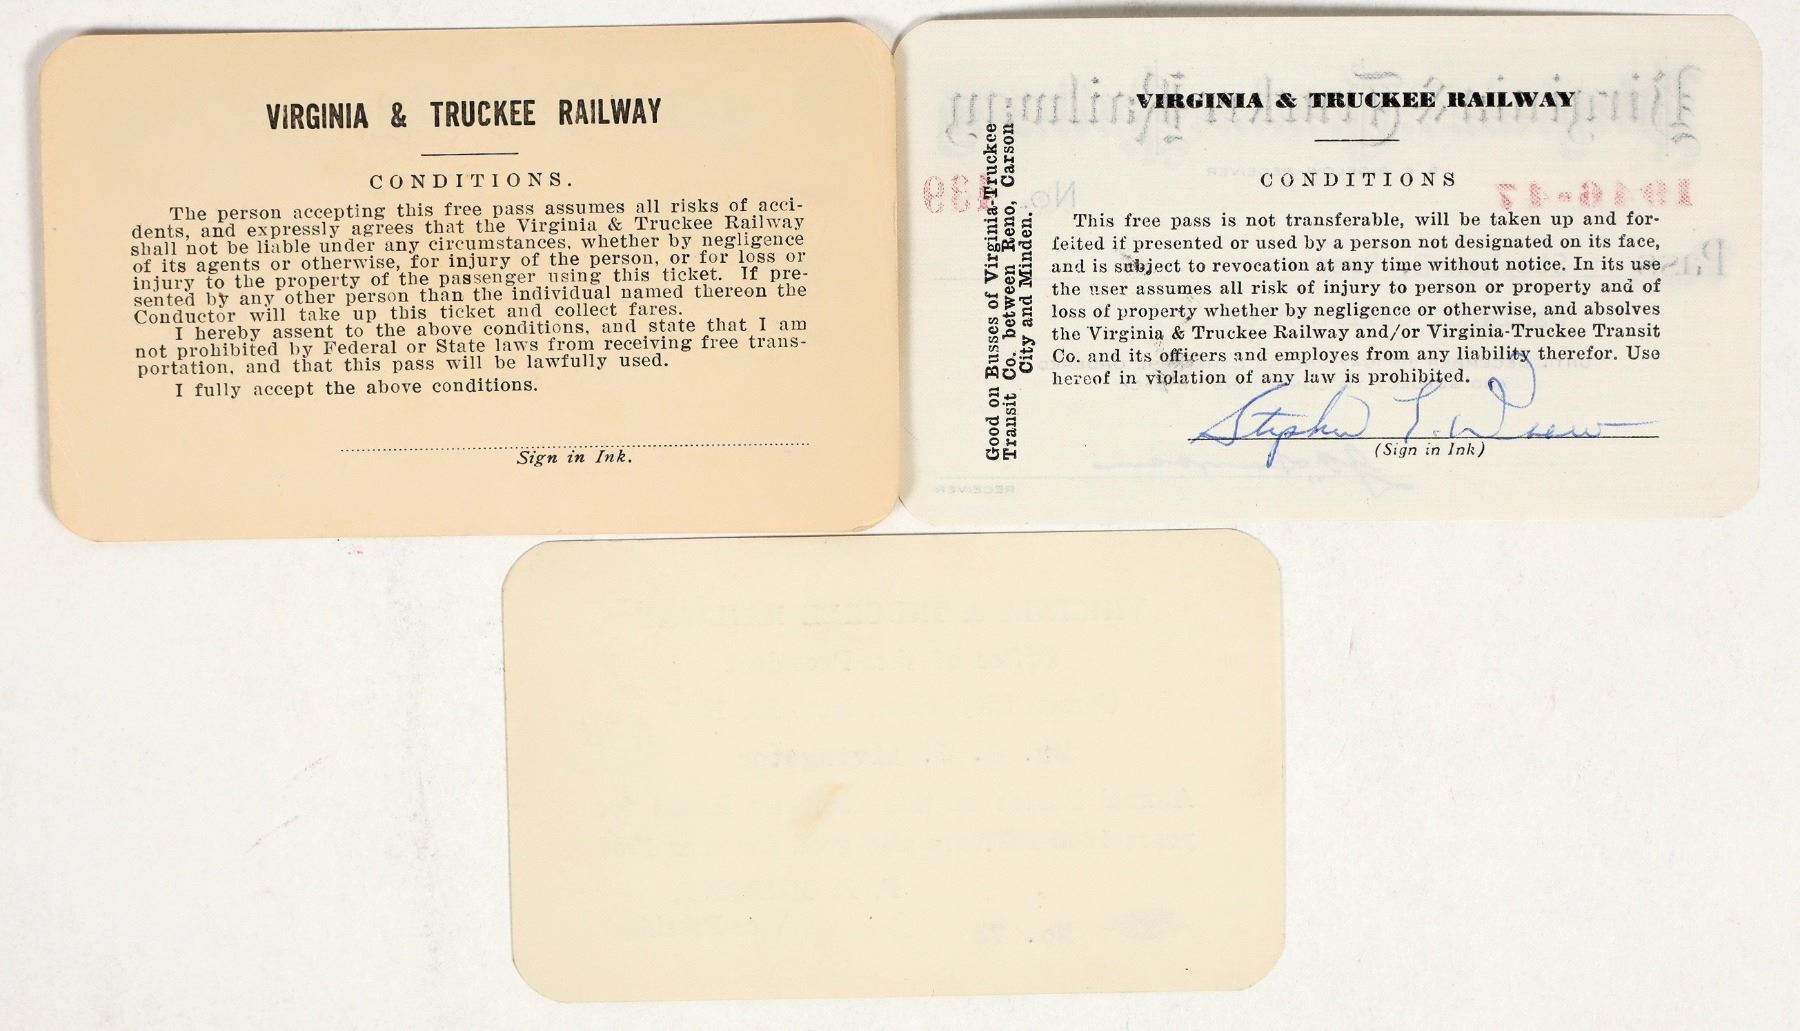 VIRGINIA & TRUCKEE RAILWAY
CONDITIONS.
The person accepting this free pass assumes all risks of acci-
dents, and expressly agrees that the Virginia & Truckee Railway
shall not be liable under any circumstances, whether by negligence
of its agents or otherwise, for injury of the person, or for loss or
injury to the property of the passenger using this ticket. If pre-
sented by any other person than the individual named thereon the
Conductor will take up this ticket and collect fares.
I hereby assent to the above conditions, and state that I am
not prohibited by Federal or State laws from receiving free trans-
portation, and that this pass will be lawfully used.
I fully accept the above conditions.
Sign in Ink.
Virginia & Truckee Railway
VIRGINIA & TRUCKEE RAILWAY
CONDITIONS
1946-47
No. 439
Pass
Good on Busses of Virginia-Truckee
Transit Co. between Reno, Carson
City and Minden.
This free pass is not transferable, will be taken up and for-
feited if presented or used by a person not designated on its face,
and is subject to revocation at any time without notice. In its use
the user assumes all risk of injury to person or property and of
loss of property whether by negligence or otherwise, and absolves
the Virginia & Truckee Railway and/or Virginia-Truckee Transit
Co. and its officers and employes from any liability therefor. Use
hereof in violation of any law is prohibited.
Stephen T.
(Sign in Ink)
RECEIVER